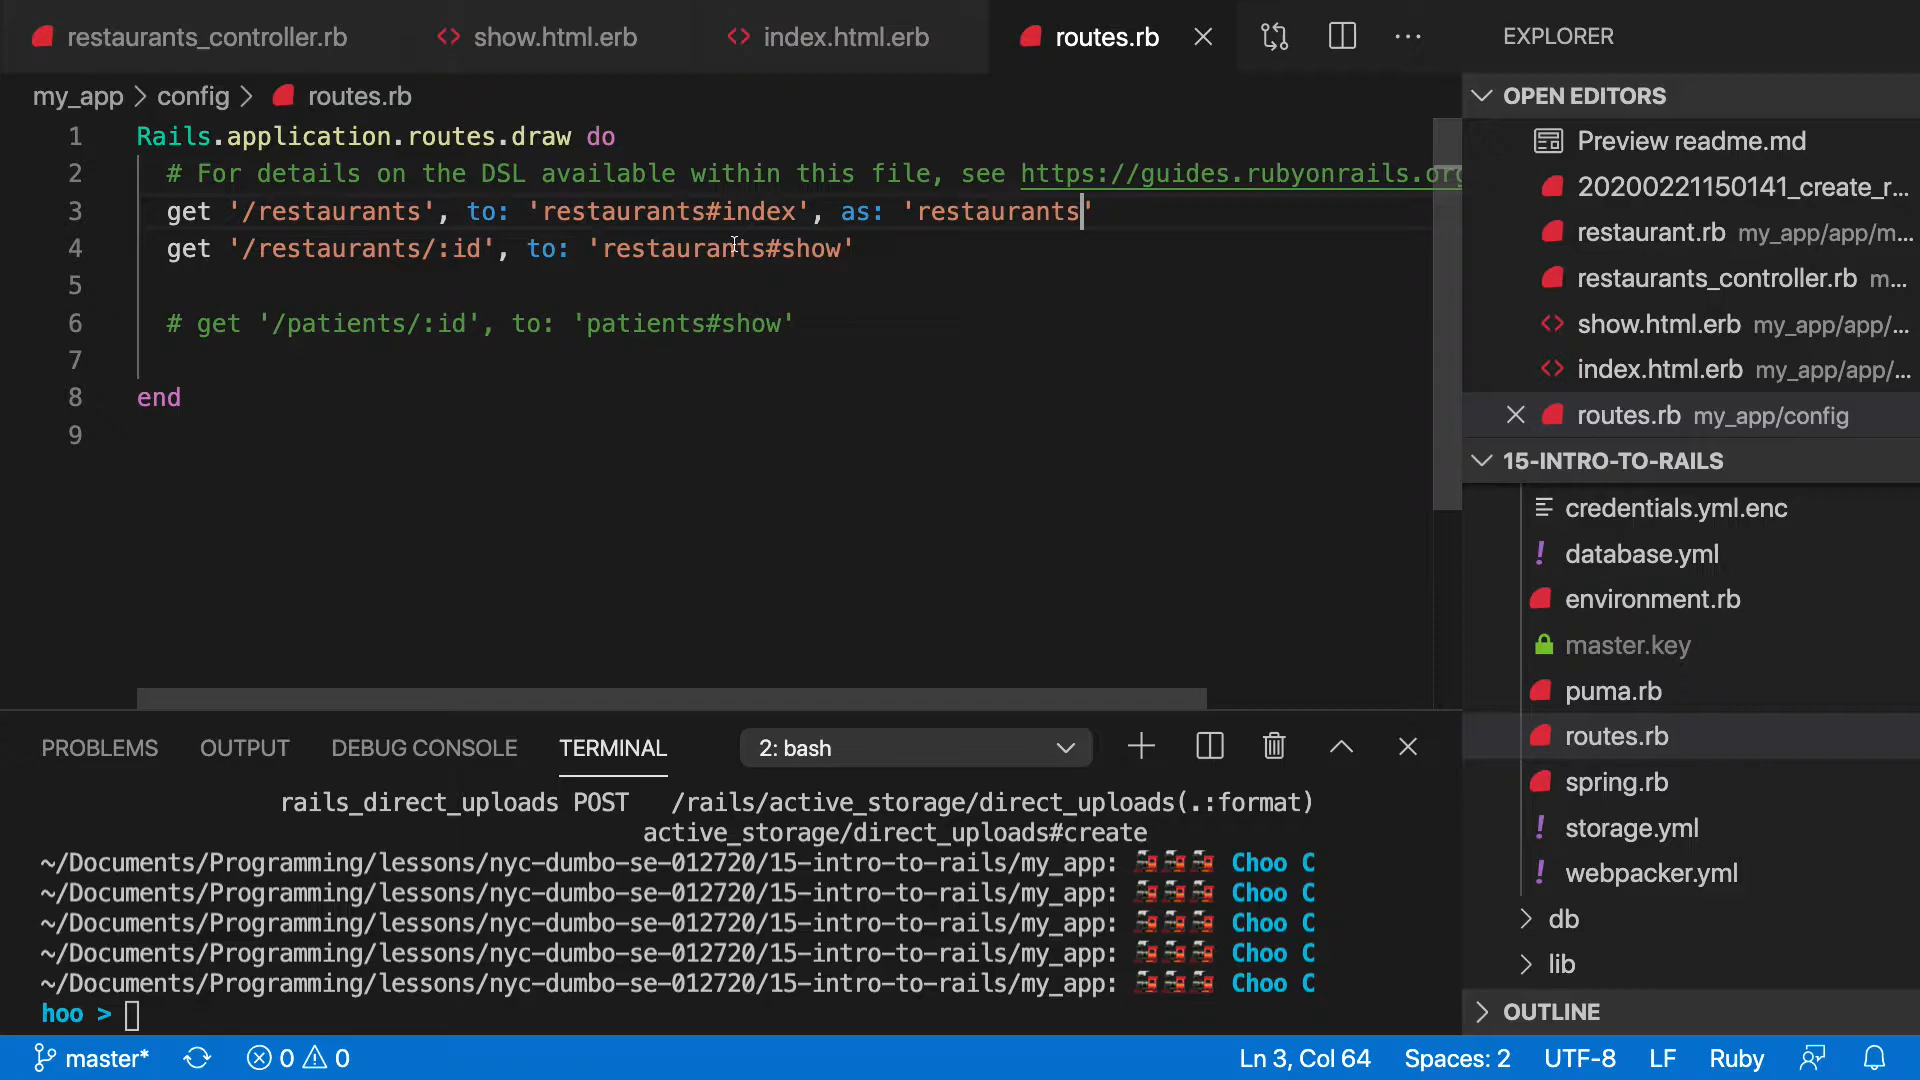 restaurants_controller.rb
show.html.erb
index.html.erb
routes.rb
EXPLORER
my_app > config > routes.rb
OPEN EDITORS
Preview readme.md
20200221150141_create_r...
restaurant.rb my_app/app/m...
restaurants_controller.rb m...
show.html.erb my_app/app/...
index.html.erb my_app/app/...
routes.rb my_app/config
15-INTRO-TO-RAILS
credentials.yml.enc
database.yml
environment.rb
master.key
puma.rb
routes.rb
spring.rb
storage.yml
webpacker.yml
db
lib
OUTLINE
1 Rails.application.routes.draw do
2 # For details on the DSL available within this file, see https://guides.rubyonrails.org
3 get '/restaurants', to: 'restaurants#index', as: 'restaurants'
4 get '/restaurants/:id', to: 'restaurants#show'
5
6 # get '/patients/:id', to: 'patients#show'
7
8 end
9
PROBLEMS OUTPUT DEBUG CONSOLE TERMINAL 2: bash
rails_direct_uploads POST /rails/active_storage/direct_uploads(.:format)
active_storage/direct_uploads#create
~/Documents/Programming/lessons/nyc-dumbo-se-012720/15-intro-to-rails/my_app: 🚂🚂🚂 Choo C
~/Documents/Programming/lessons/nyc-dumbo-se-012720/15-intro-to-rails/my_app: 🚂🚂🚂 Choo C
~/Documents/Programming/lessons/nyc-dumbo-se-012720/15-intro-to-rails/my_app: 🚂🚂🚂 Choo C
~/Documents/Programming/lessons/nyc-dumbo-se-012720/15-intro-to-rails/my_app: 🚂🚂🚂 Choo C
~/Documents/Programming/lessons/nyc-dumbo-se-012720/15-intro-to-rails/my_app: 🚂🚂🚂 Choo C
hoo >
master* 0 0 Ln 3, Col 64 Spaces: 2 UTF-8 LF Ruby